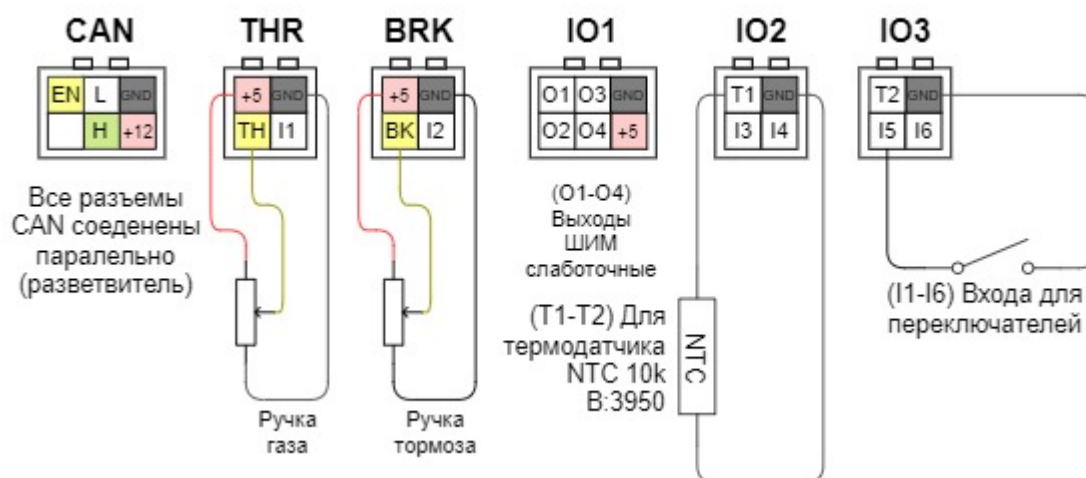 CAN THR BRK IO1 IO2 IO3
EN L GND
H +12
+5 GND
TH I1
+5 GND
BK I2
O1 O3 GND
O2 O4 +5
T1 GND
I3 I4
T2 GND
I5 I6
Все разъемы
CAN соеденены
паралельно
(разветвитель)
Ручка
газа
Ручка
тормоза
(O1-O4)
Выходы
ШИМ
слаботочные
(T1-T2) Для
термодатчика
NTC 10k
B:3950
NTC
(I1-I6) Входа для
переключателей